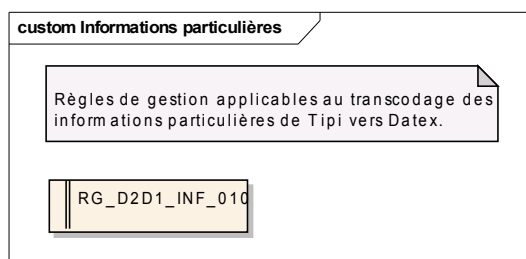 custom Informations particulières
Règles de gestion applicables au transcodage des
informations particulières de Tipi vers Datex.
RG_D2D1_INF_010